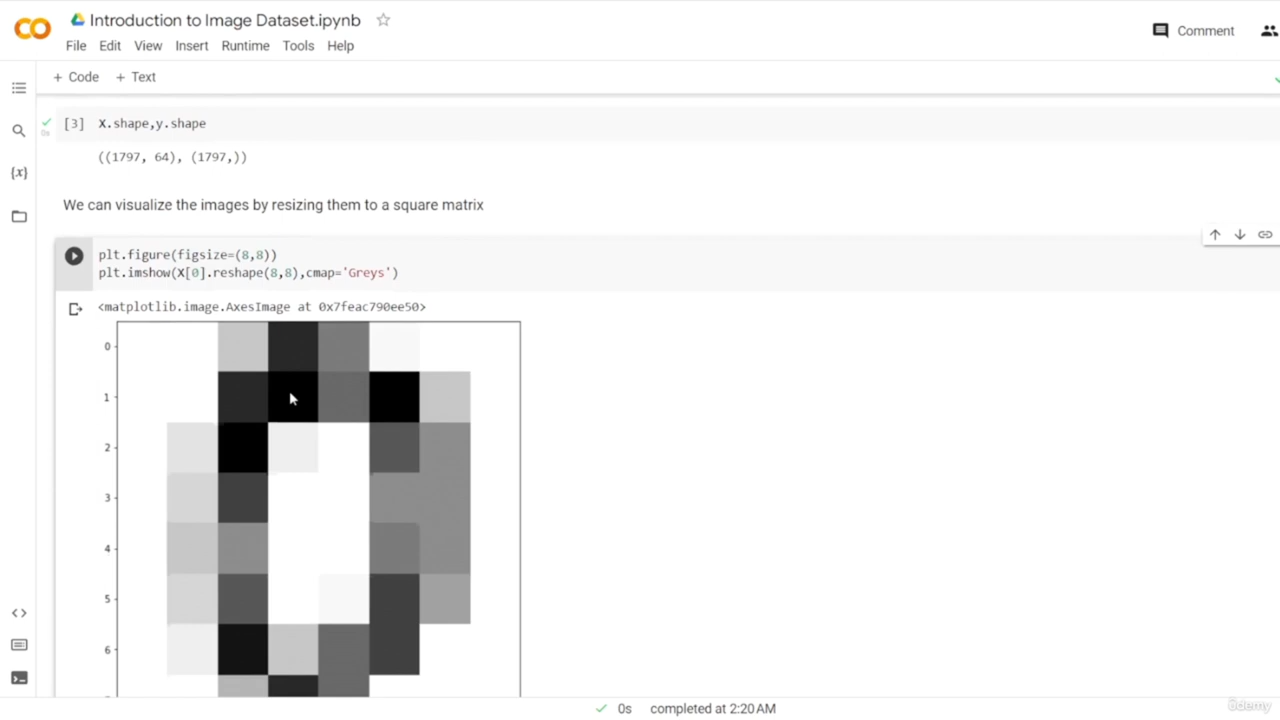 Introduction to Image Dataset.ipynb
File Edit View Insert Runtime Tools Help
Comment
+ Code + Text
[3] X.shape,y.shape
0s
((1797, 64), (1797,))
{x}
We can visualize the images by resizing them to a square matrix
plt.figure(figsize=(8,8))
plt.imshow(X[0].reshape(8,8),cmap='Greys')
<matplotlib.image.AxesImage at 0x7feac790ee50>
0
1
2
3
4
5
6
0s completed at 2:20 AM
ûdemy